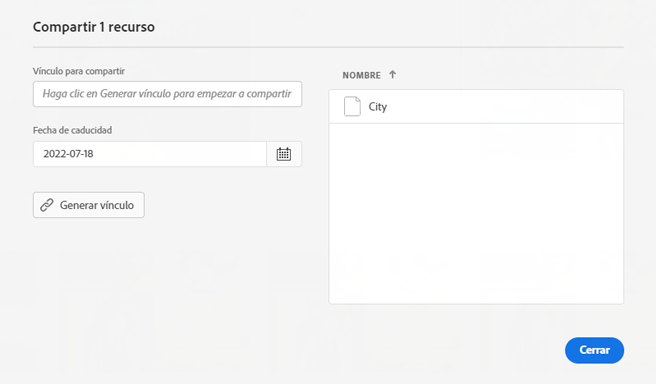 Compartir 1 recurso
Vínculo para compartir
Haga clic en Generar vínculo para empezar a compartir
Fecha de caducidad
2022-07-18
Generar vínculo
NOMBRE
City
Cerrar